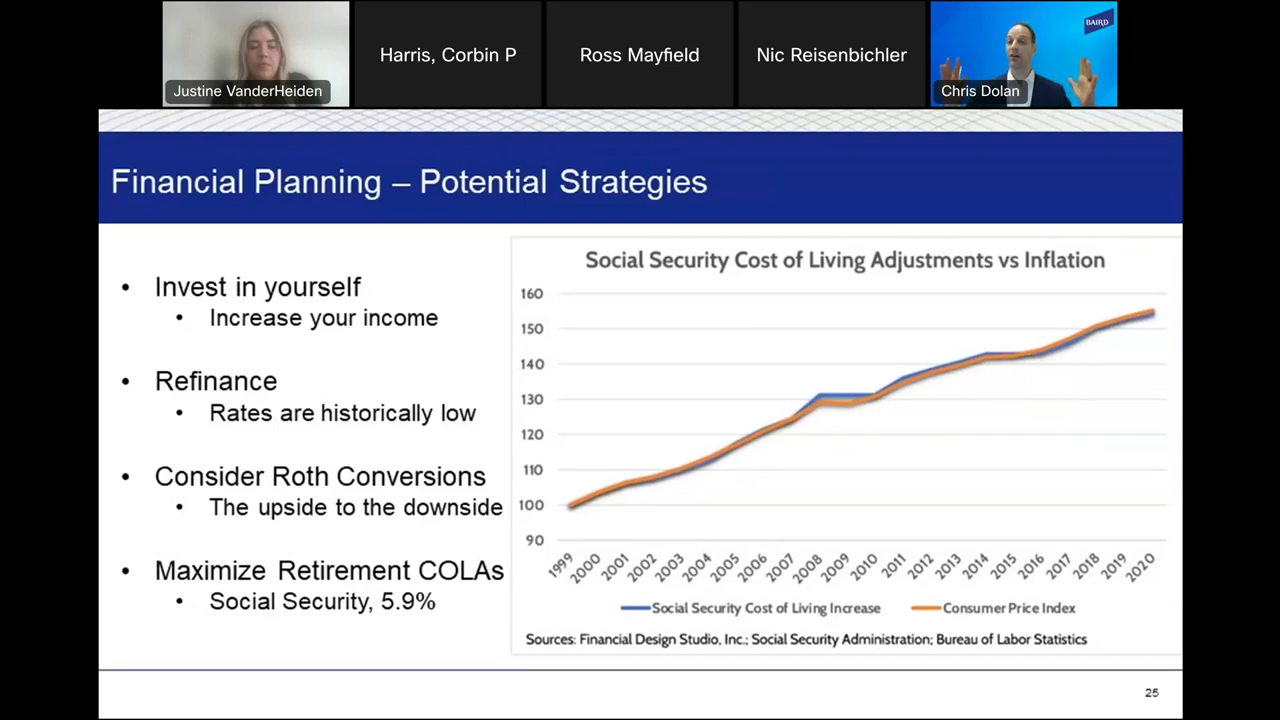 Justine VanderHeiden
Harris, Corbin P
Ross Mayfield
Nic Reisenbichler
BAIRD
Chris Dolan
Financial Planning – Potential Strategies
• Invest in yourself
• Increase your income
• Refinance
• Rates are historically low
• Consider Roth Conversions
• The upside to the downside
• Maximize Retirement COLAs
• Social Security, 5.9%
Social Security Cost of Living Adjustments vs Inflation
160
150
140
130
120
110
100
90
1999 2000 2001 2002 2003 2004 2005 2006 2007 2008 2009 2010 2011 2012 2013 2014 2015 2016 2017 2018 2019 2020
Social Security Cost of Living Increase Consumer Price Index
Sources: Financial Design Studio, Inc.; Social Security Administration; Bureau of Labor Statistics
25